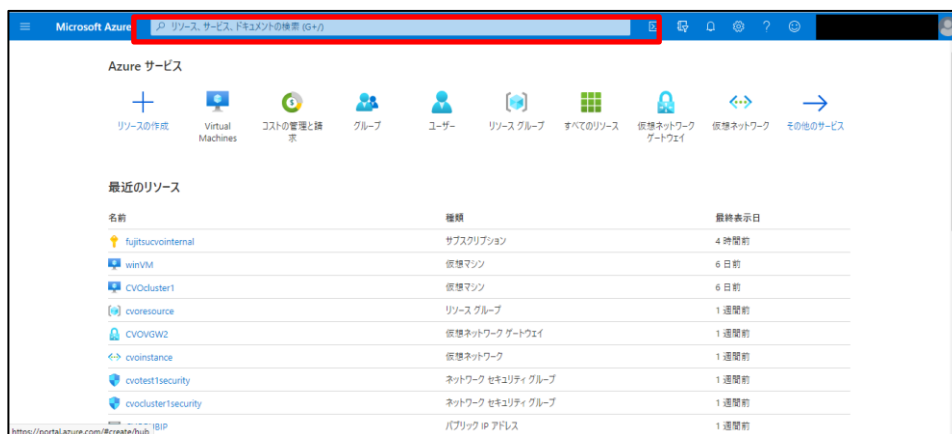 Microsoft Azure
リソース、サービス、ドキュメントの検索 (G+/)
Azure サービス
リソースの作成
Virtual Machines
コストの管理と請求
グループ
ユーザー
リソース グループ
すべてのリソース
仮想ネットワーク ゲートウェイ
仮想ネットワーク
その他のサービス
最近のリソース
名前 種類 最終表示日
fujitsucvointernal サブスクリプション 4 時間前
winVM 仮想マシン 6 日前
CVOcluster1 仮想マシン 6 日前
cvoresource リソース グループ 1 週間前
CVOVGW2 仮想ネットワーク ゲートウェイ 1 週間前
cvoinstance 仮想ネットワーク 1 週間前
cvotest1security ネットワーク セキュリティ グループ 1 週間前
cvocluster1security ネットワーク セキュリティ グループ 1 週間前
パブリック IP アドレス 1 週間前
https://portal.azure.com/#create/hub